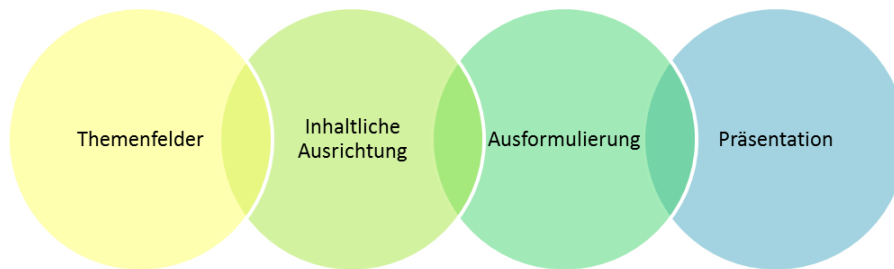 Themenfelder
Inhaltliche
Ausrichtung
Ausformulierung
Präsentation